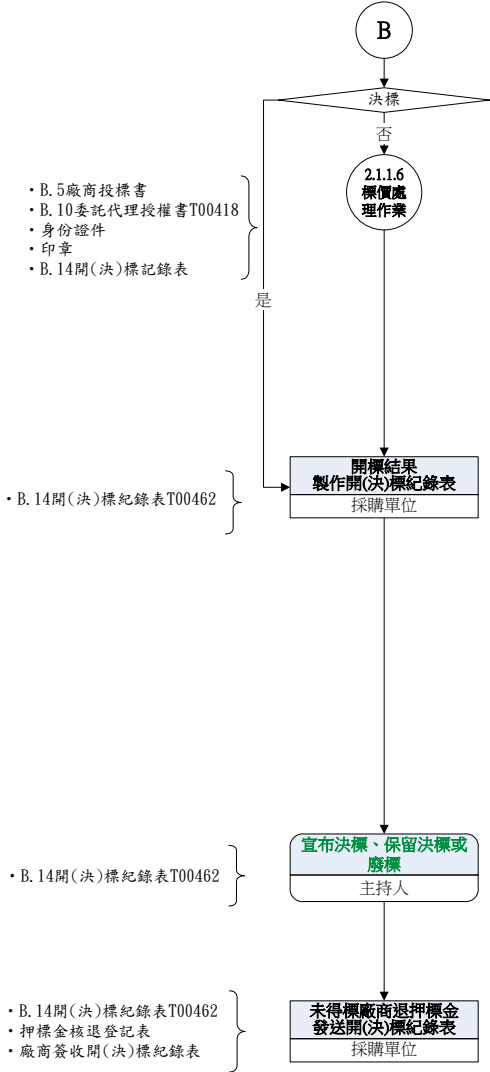 B
決標
否
2.1.1.6
標價處
理作業
・B.5廠商投標書
・B.10委託代理授權書T00418
・身份證件
・印章
・B.14開(決)標記錄表
是
開標結果
製作開(決)標紀錄表
採購單位
・B.14開(決)標紀錄表T00462
宣布決標、保留決標或
廢標
主持人
・B.14開(決)標紀錄表T00462
未得標廠商退押標金
發送開(決)標紀錄表
採購單位
・B.14開(決)標紀錄表T00462
・押標金核退登記表
・廠商簽收開(決)標紀錄表